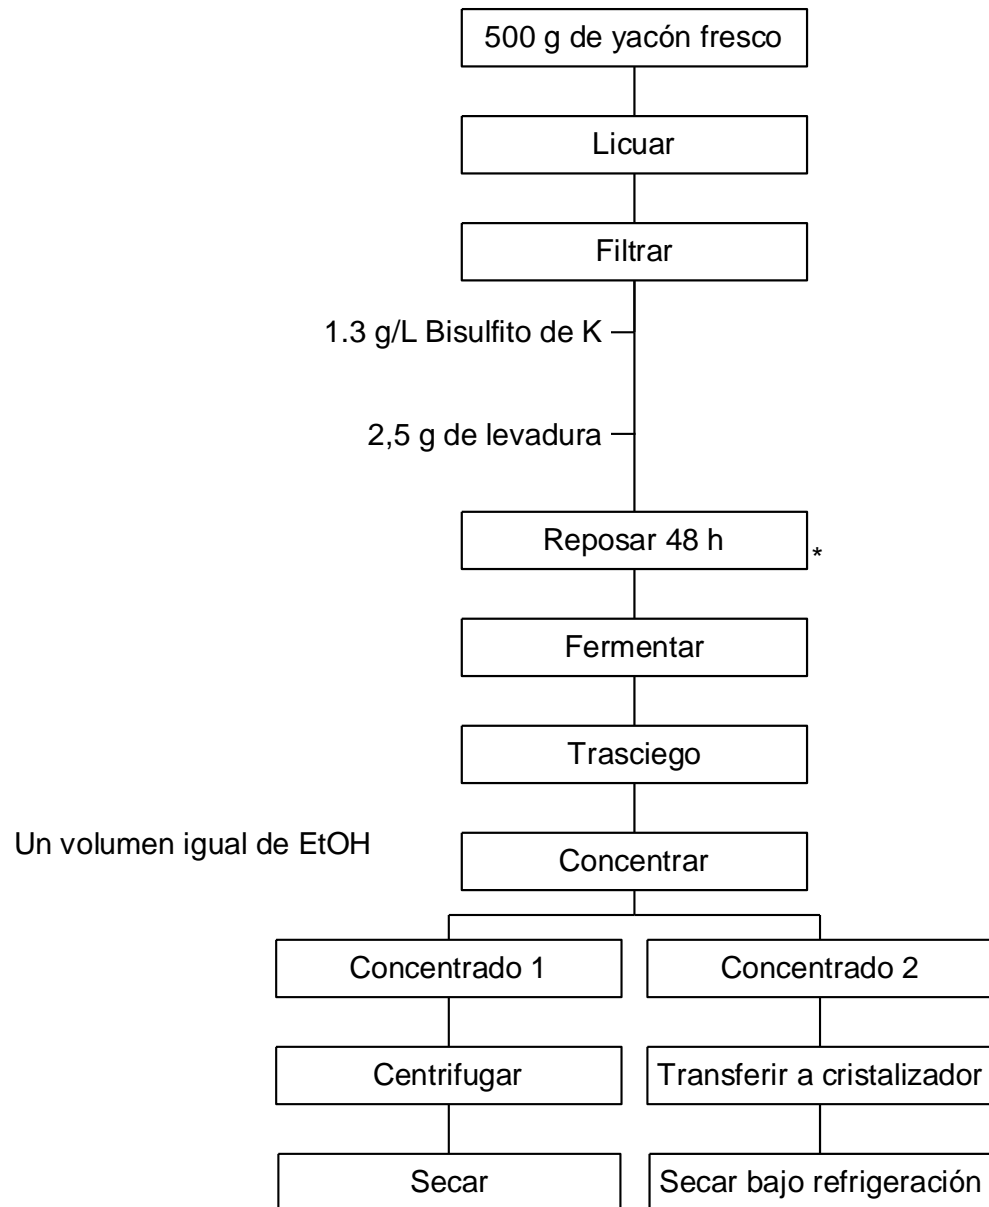 500 g de yacón fresco
Licuar
Filtrar
1.3 g/L Bisulfito de K
2,5 g de levadura
Reposar 48 h
*
Fermentar
Trasciego
Un volumen igual de EtOH
Concentrar
Concentrado 1
Concentrado 2
Centrifugar
Transferir a cristalizador
Secar
Secar bajo refrigeración